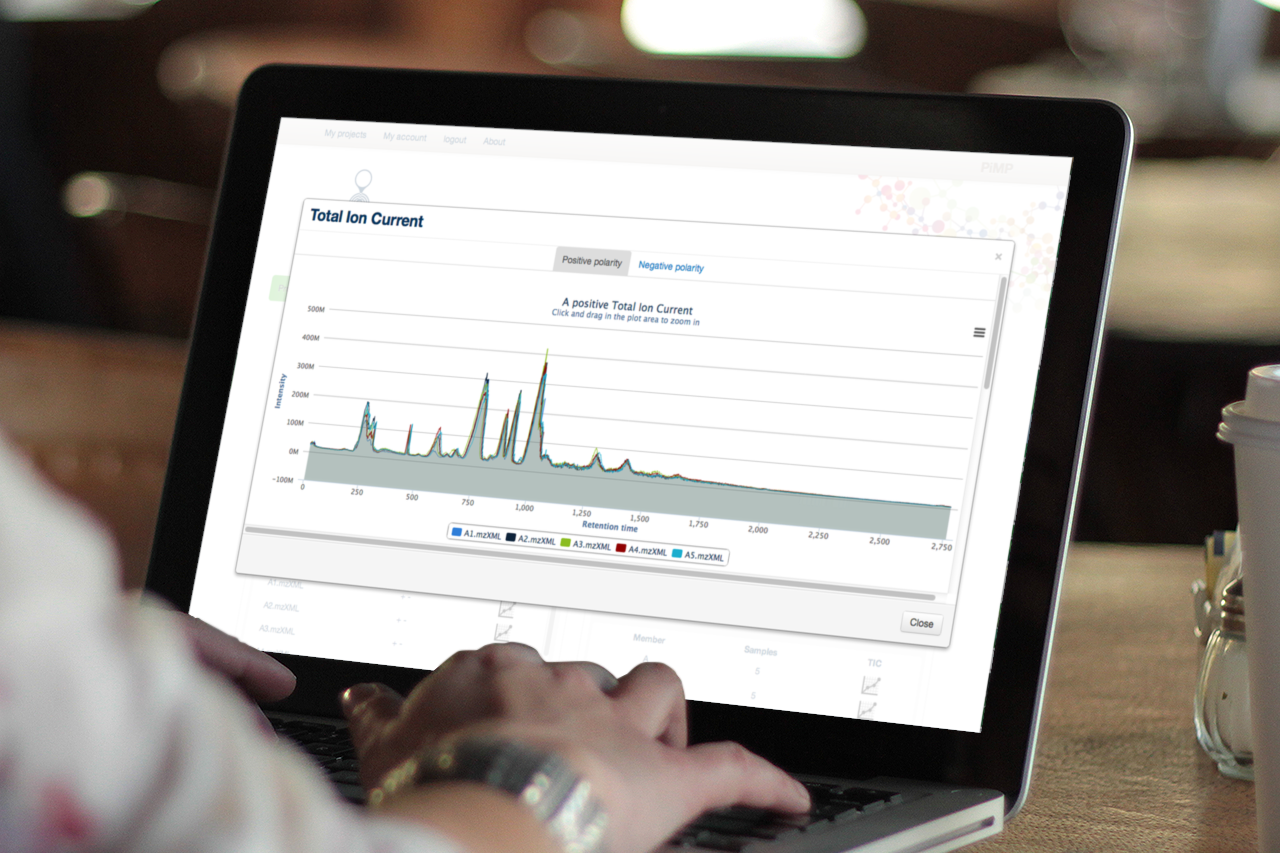 My projects My account logout About
PiMP
Total Ion Current
×
Positive polarity Negative polarity
A positive Total Ion Current
Click and drag in the plot area to zoom in
500M
400M
300M
200M
100M
0M
-100M
Intensity
0 250 500 750 1,000 1,250 1,500 1,750 2,000 2,250 2,500 2,750
Retention time
A1.mzXML A2.mzXML A3.mzXML A4.mzXML A5.mzXML
Close
A1.mzXML
A2.mzXML
A3.mzXML
Member Samples TIC
A 5
5